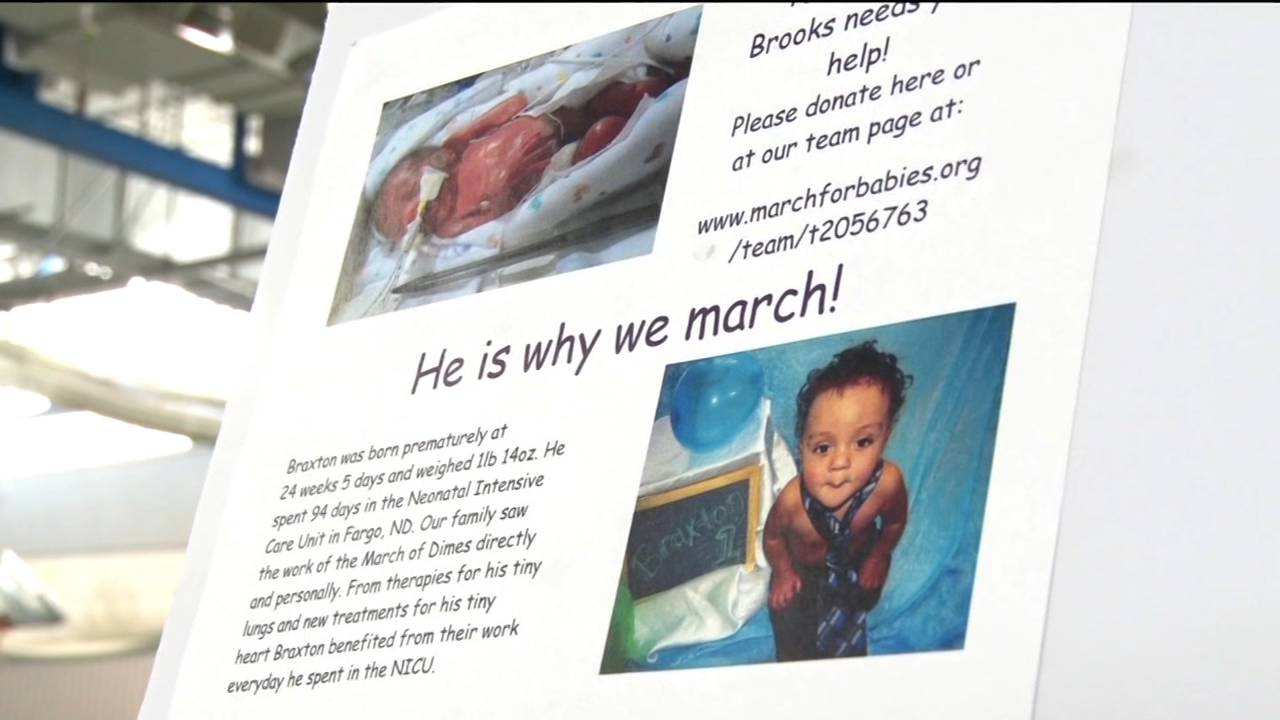 Brooks needs
help!
Please donate here or
at our team page at:
www.marchforbabies.org
/team/t2056763
He is why we march!
Braxton was born prematurely at
24 weeks 5 days and weighed 1lb 14oz. He
spent 94 days in the Neonatal Intensive
Care Unit in Fargo, ND. Our family saw
the work of the March of Dimes directly
and personally. From therapies for his tiny
lungs and new treatments for his tiny
heart Braxton benefited from their work
everyday he spent in the NICU.
Braxton
1